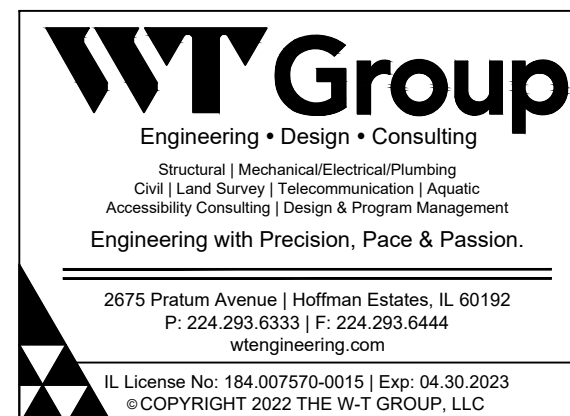 WT Group
Engineering • Design • Consulting
Structural | Mechanical/Electrical/Plumbing
Civil | Land Survey | Telecommunication | Aquatic
Accessibility Consulting | Design & Program Management
Engineering with Precision, Pace & Passion.
2675 Pratum Avenue | Hoffman Estates, IL 60192
P: 224.293.6333 | F: 224.293.6444
wtengineering.com
IL License No: 184.007570-0015 | Exp: 04.30.2023
© COPYRIGHT 2022 THE W-T GROUP, LLC